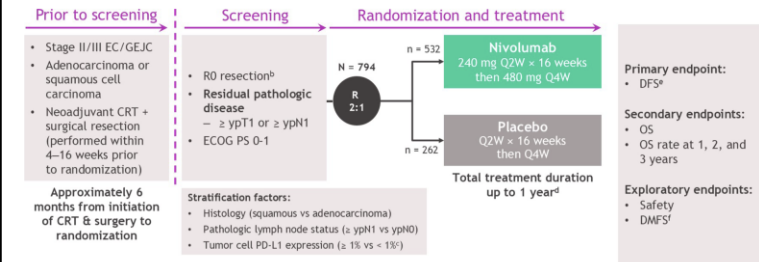 Prior to screening
Screening
Randomization and treatment
• Stage II/III EC/GEJC
• Adenocarcinoma or
squamous cell
carcinoma
• Neoadjuvant CRT +
surgical resection
(performed within
4–16 weeks prior
to randomization)
Approximately 6
months from initiation
of CRT & surgery to
randomization
• R0 resectionᵇ
• Residual pathologic
disease
– ≥ ypT1 or ≥ ypN1
• ECOG PS 0-1
Stratification factors:
• Histology (squamous vs adenocarcinoma)
• Pathologic lymph node status (≥ ypN1 vs ypN0)
• Tumor cell PD-L1 expression (≥ 1% vs < 1%ᶜ)
N = 794
R
2:1
n = 532
Nivolumab
240 mg Q2W × 16 weeks
then 480 mg Q4W
n = 262
Placebo
Q2W × 16 weeks
then Q4W
Total treatment duration
up to 1 yearᵈ
Primary endpoint:
• DFSᵉ
Secondary endpoints:
• OS
• OS rate at 1, 2, and
3 years
Exploratory endpoints:
• Safety
• DMFSᶠ